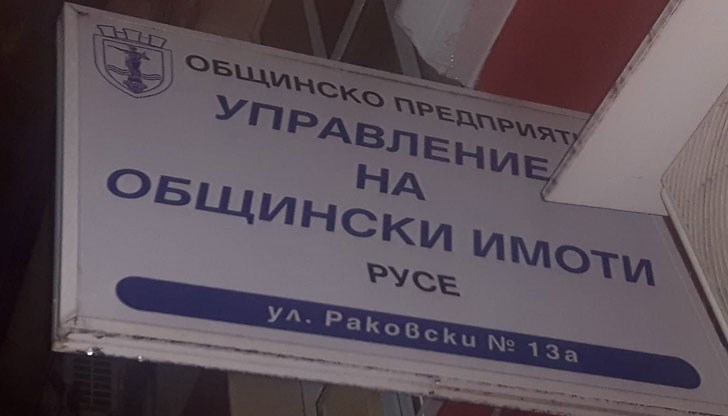 ОБЩИНСКО ПРЕДПРИЯТИ
УПРАВЛЕНИЕ
НА
ОБЩИНСКИ ИМОТИ
РУСЕ
ул. Раковски № 13а